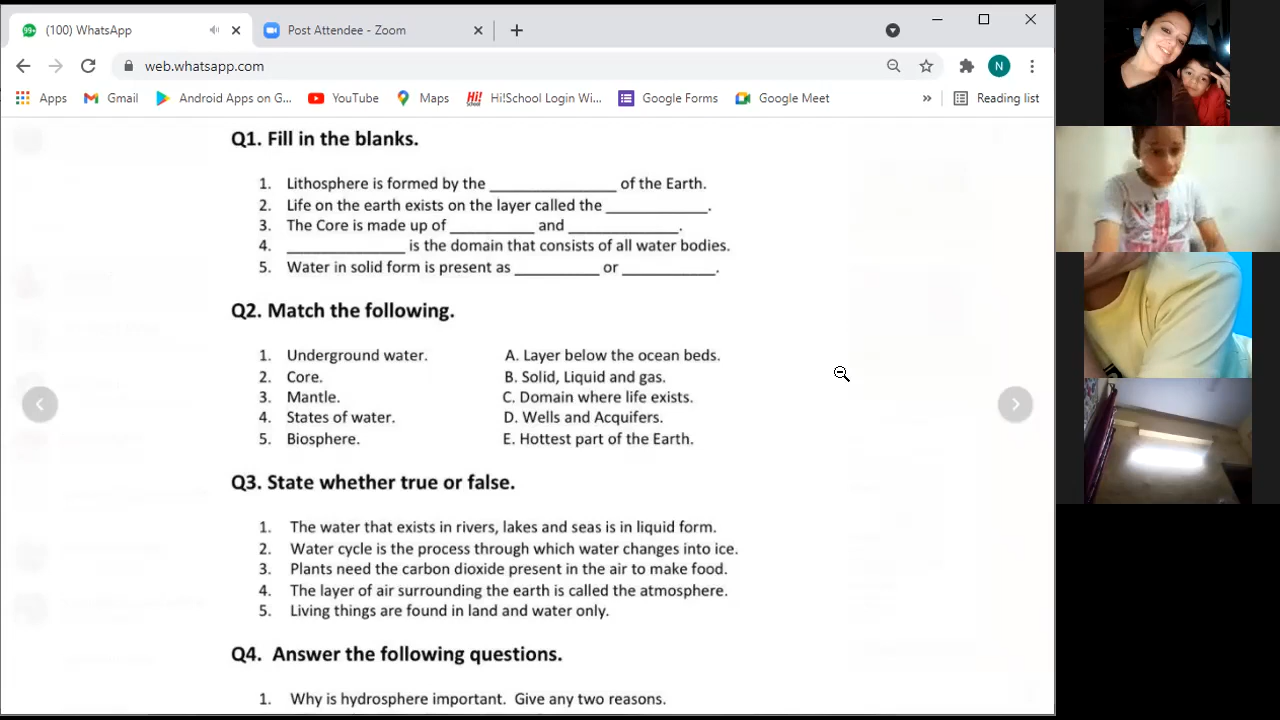 99+ (100) WhatsApp
Post Attendee - Zoom
web.whatsapp.com
N
Apps
Gmail
Android Apps on G...
YouTube
Maps
Hi! Hi!School Login Wi...
Google Forms
Google Meet
Reading list
Q1. Fill in the blanks.
1. Lithosphere is formed by the _______________ of the Earth.
2. Life on the earth exists on the layer called the ____________.
3. The Core is made up of __________ and _____________.
4. ______________ is the domain that consists of all water bodies.
5. Water in solid form is present as __________ or ___________.
Q2. Match the following.
1. Underground water. A. Layer below the ocean beds.
2. Core. B. Solid, Liquid and gas.
3. Mantle. C. Domain where life exists.
4. States of water. D. Wells and Acquifers.
5. Biosphere. E. Hottest part of the Earth.
Q3. State whether true or false.
1. The water that exists in rivers, lakes and seas is in liquid form.
2. Water cycle is the process through which water changes into ice.
3. Plants need the carbon dioxide present in the air to make food.
4. The layer of air surrounding the earth is called the atmosphere.
5. Living things are found in land and water only.
Q4. Answer the following questions.
1. Why is hydrosphere important. Give any two reasons.